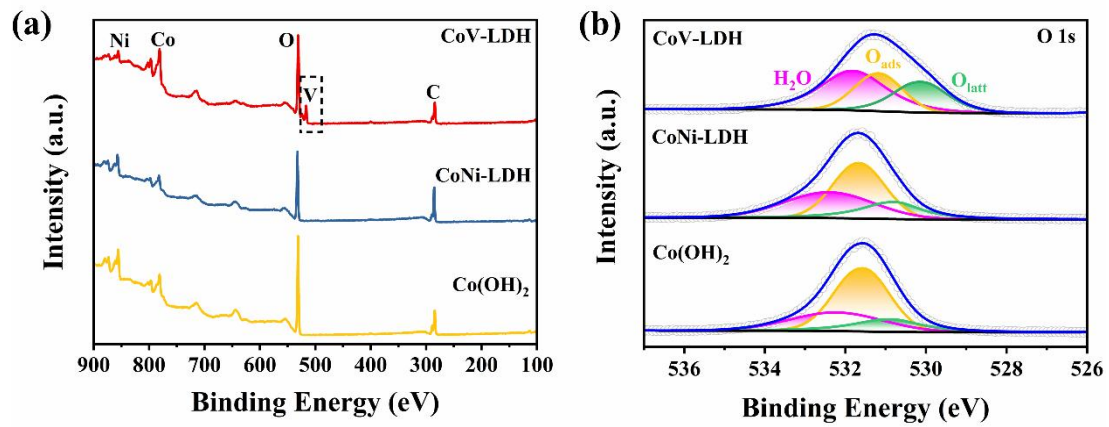 (a)
Intensity (a.u.)
Ni
Co
O
V
C
CoV-LDH
CoNi-LDH
Co(OH)2
900 800 700 600 500 400 300 200 100
Binding Energy (eV)
(b)
Intensity (a.u.)
CoV-LDH
O 1s
H2O
Oads
Olatt
CoNi-LDH
Co(OH)2
536 534 532 530 528 526
Binding Energy (eV)